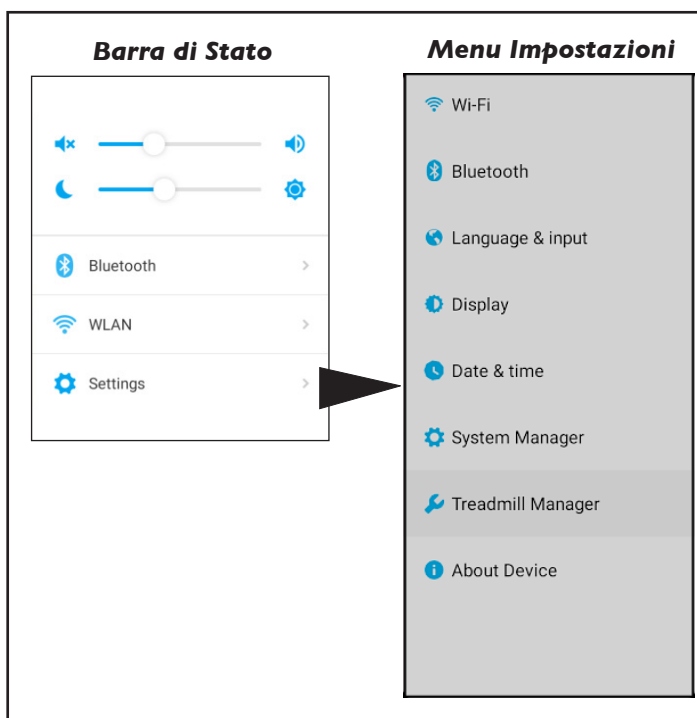 Barra di Stato
Bluetooth
WLAN
Settings
Menu Impostazioni
Wi-Fi
Bluetooth
Language & input
Display
Date & time
System Manager
Treadmill Manager
About Device